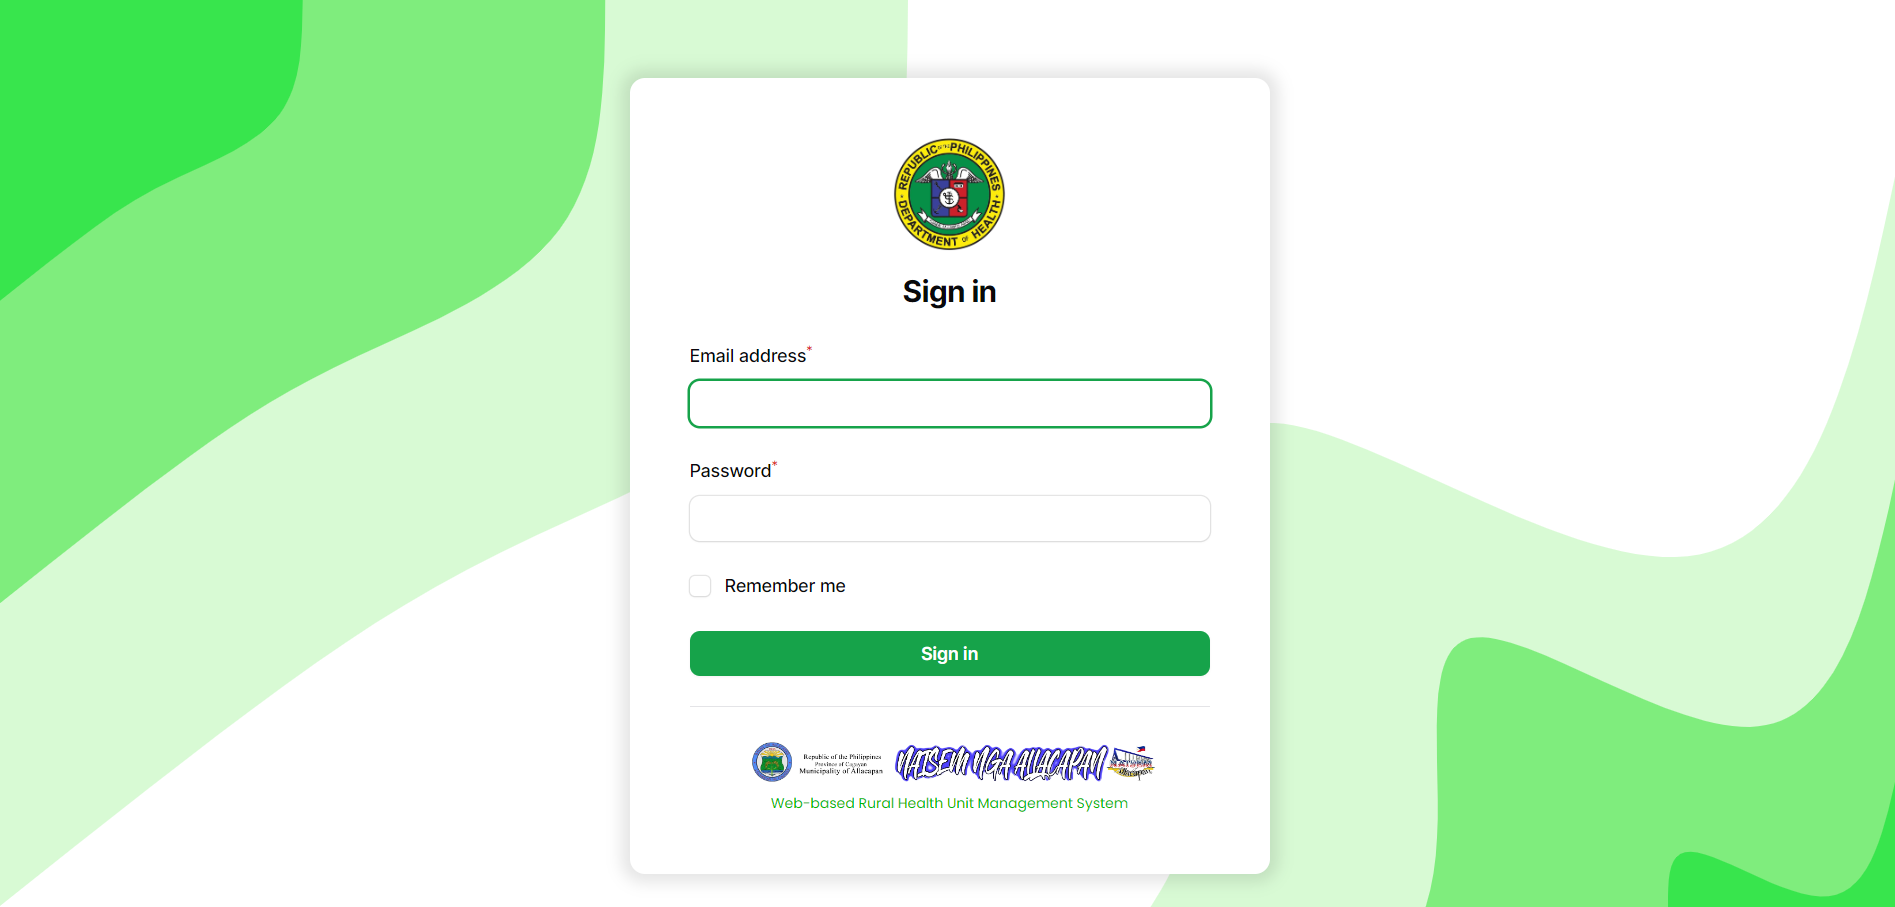 REPUBLIC OF THE PHILIPPINES
DEPARTMENT OF HEALTH
Sign in
Email address*
Password*
Remember me
Sign in
Republic of the Philippines
Province of Cagayan
Municipality of Allacapan
NATSEMN NGA ALLACAPAN
Web-based Rural Health Unit Management System